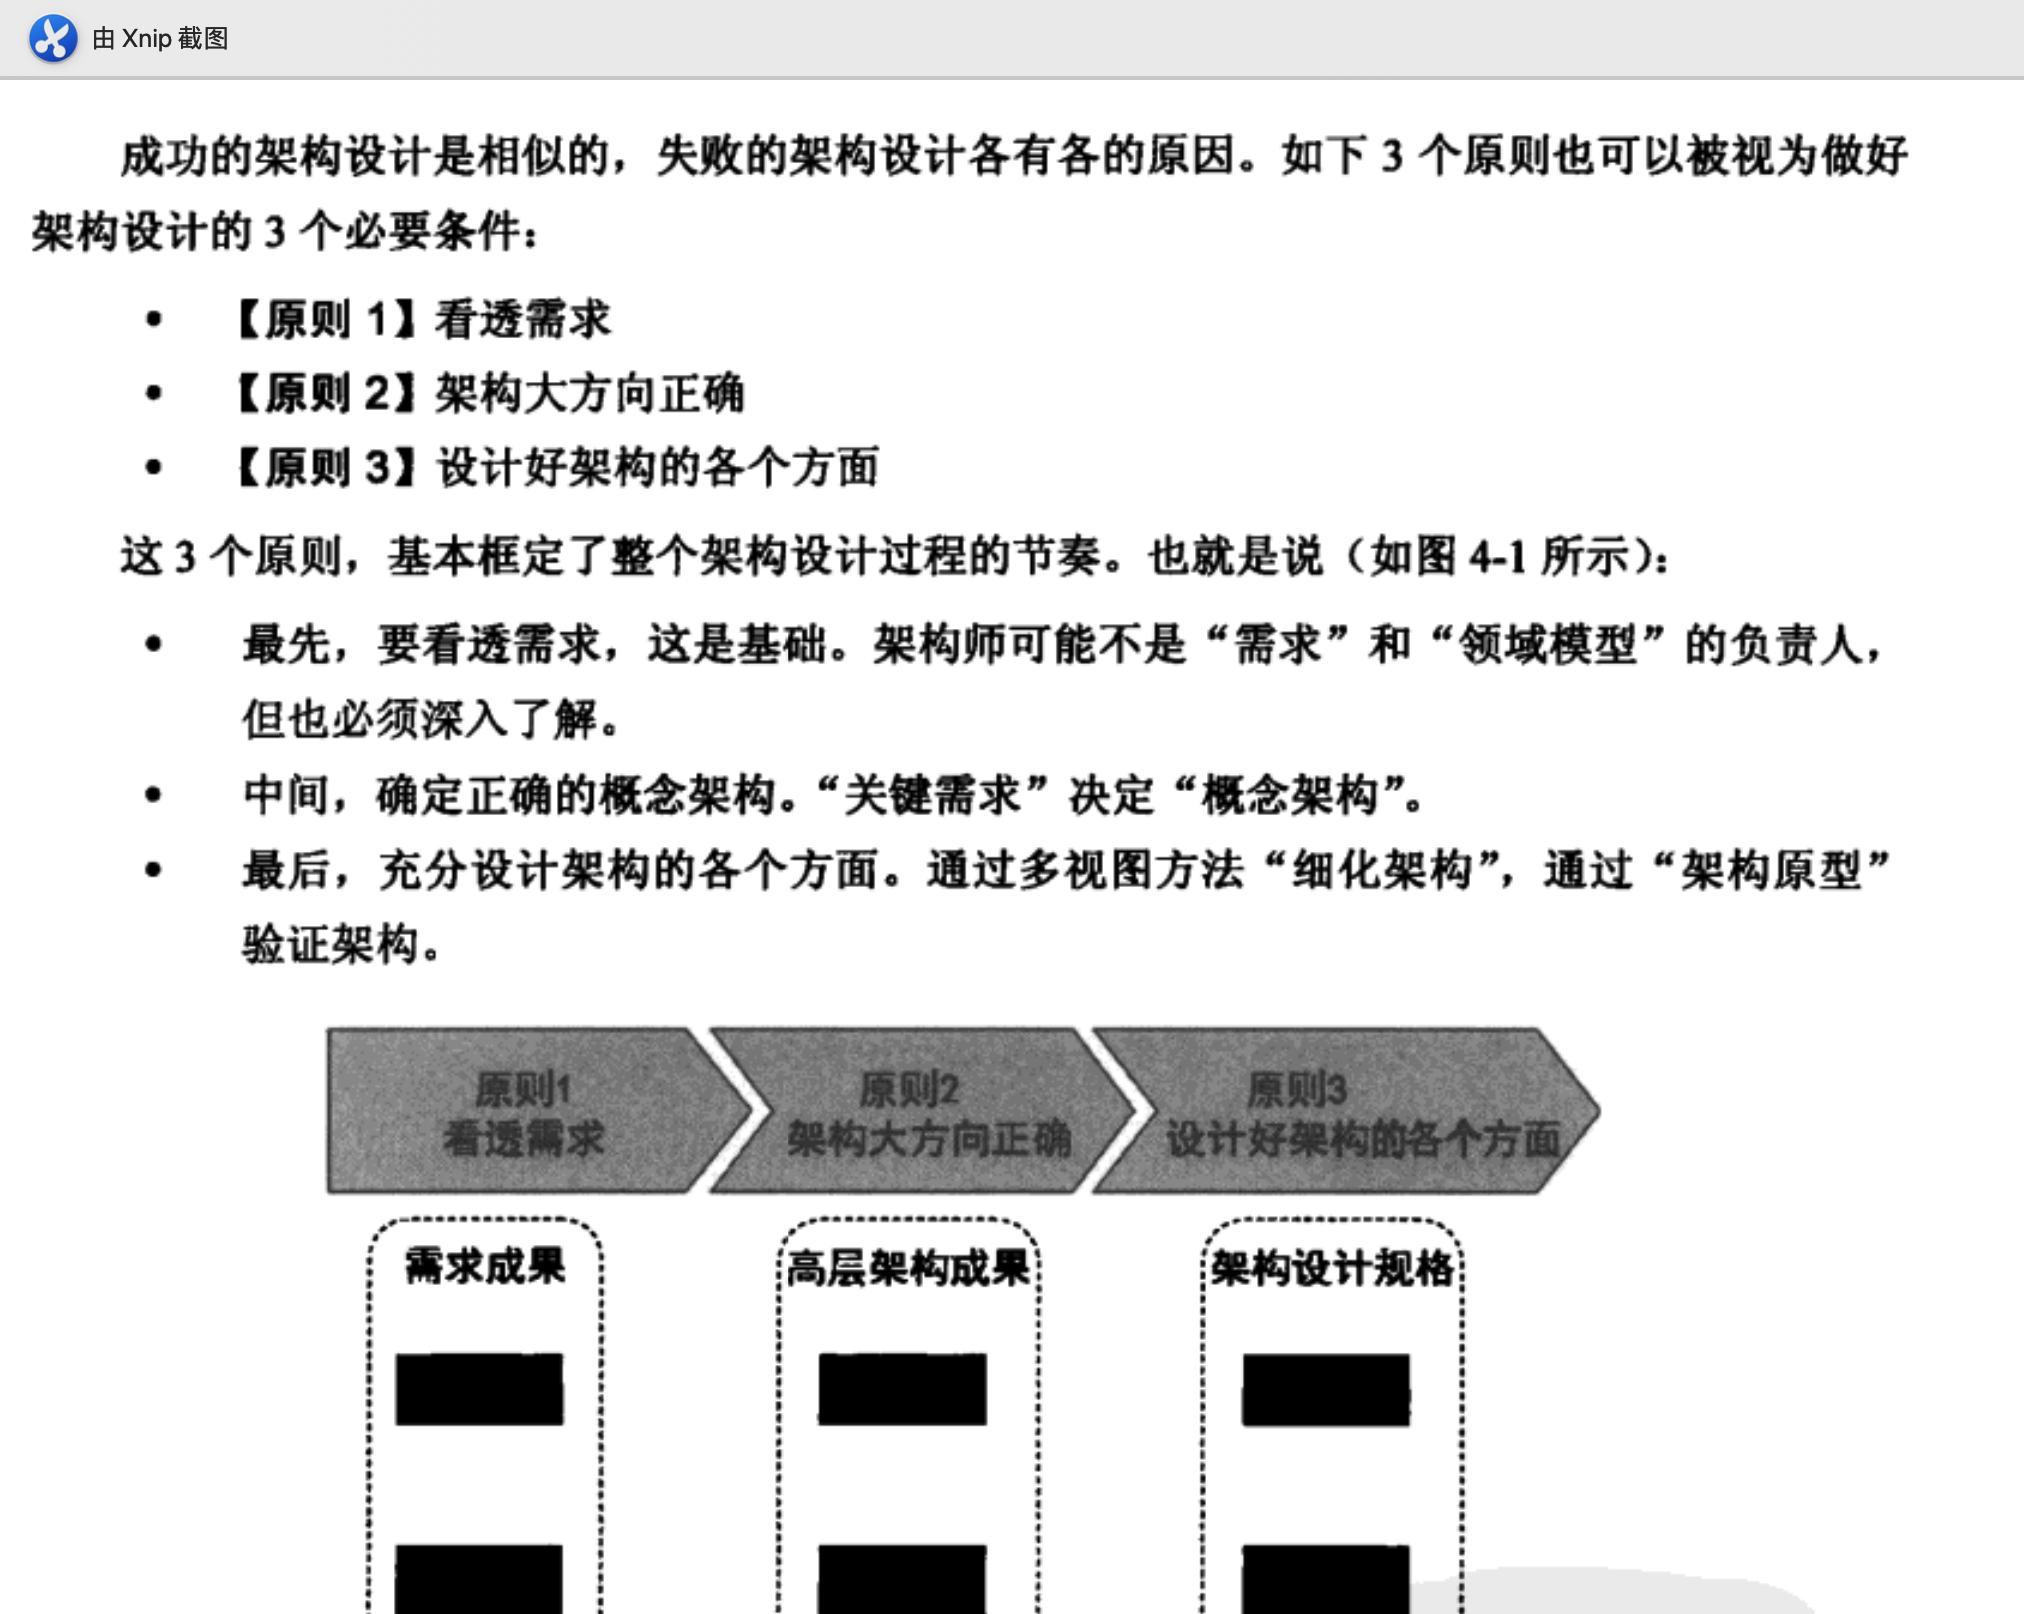 由 Xnip 截图
成功的架构设计是相似的，失败的架构设计各有各的原因。如下 3 个原则也可以被视为做好
架构设计的 3 个必要条件：
• 【原则 1】看透需求
• 【原则 2】架构大方向正确
• 【原则 3】设计好架构的各个方面
这 3 个原则，基本框定了整个架构设计过程的节奏。也就是说（如图 4-1 所示）：
• 最先，要看透需求，这是基础。架构师可能不是“需求”和“领域模型”的负责人，
但也必须深入了解。
• 中间，确定正确的概念架构。“关键需求”决定“概念架构”。
• 最后，充分设计架构的各个方面。通过多视图方法“细化架构”，通过“架构原型”
验证架构。
原则1
看透需求
原则2
架构大方向正确
原则3
设计好架构的各个方面
需求成果
高层架构成果
架构设计规格